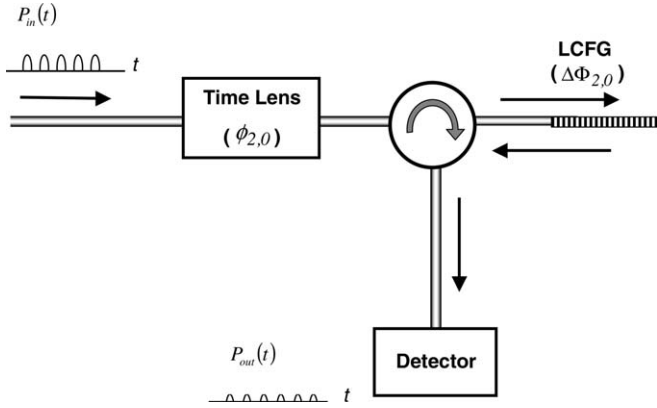 P_in(t)
t
LCFG
(ΔΦ_2,0)
Time Lens
(ϕ_2,0)
P_out(t)
t
Detector